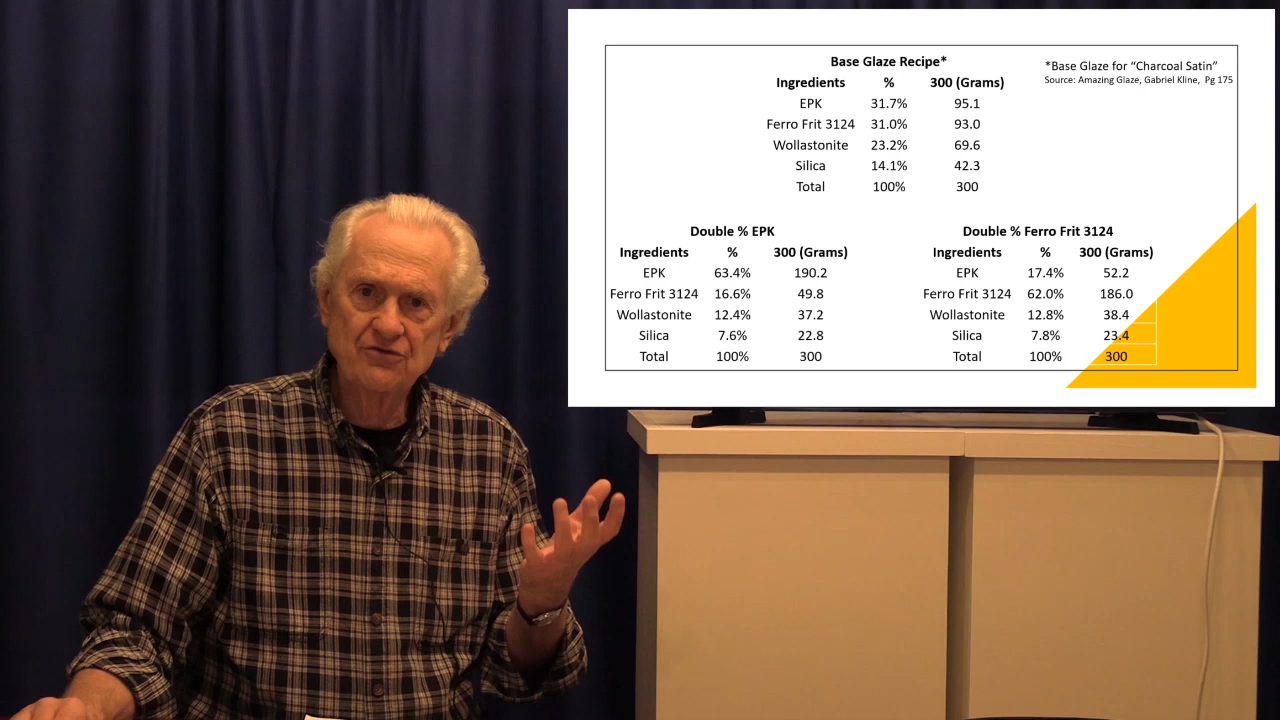 Base Glaze Recipe*
*Base Glaze for “Charcoal Satin”
Source: Amazing Glaze, Gabriel Kline, Pg 175
Ingredients % 300 (Grams)
EPK 31.7% 95.1
Ferro Frit 3124 31.0% 93.0
Wollastonite 23.2% 69.6
Silica 14.1% 42.3
Total 100% 300
Double % EPK
Ingredients % 300 (Grams)
EPK 63.4% 190.2
Ferro Frit 3124 16.6% 49.8
Wollastonite 12.4% 37.2
Silica 7.6% 22.8
Total 100% 300
Double % Ferro Frit 3124
Ingredients % 300 (Grams)
EPK 17.4% 52.2
Ferro Frit 3124 62.0% 186.0
Wollastonite 12.8% 38.4
Silica 7.8% 23.4
Total 100% 300